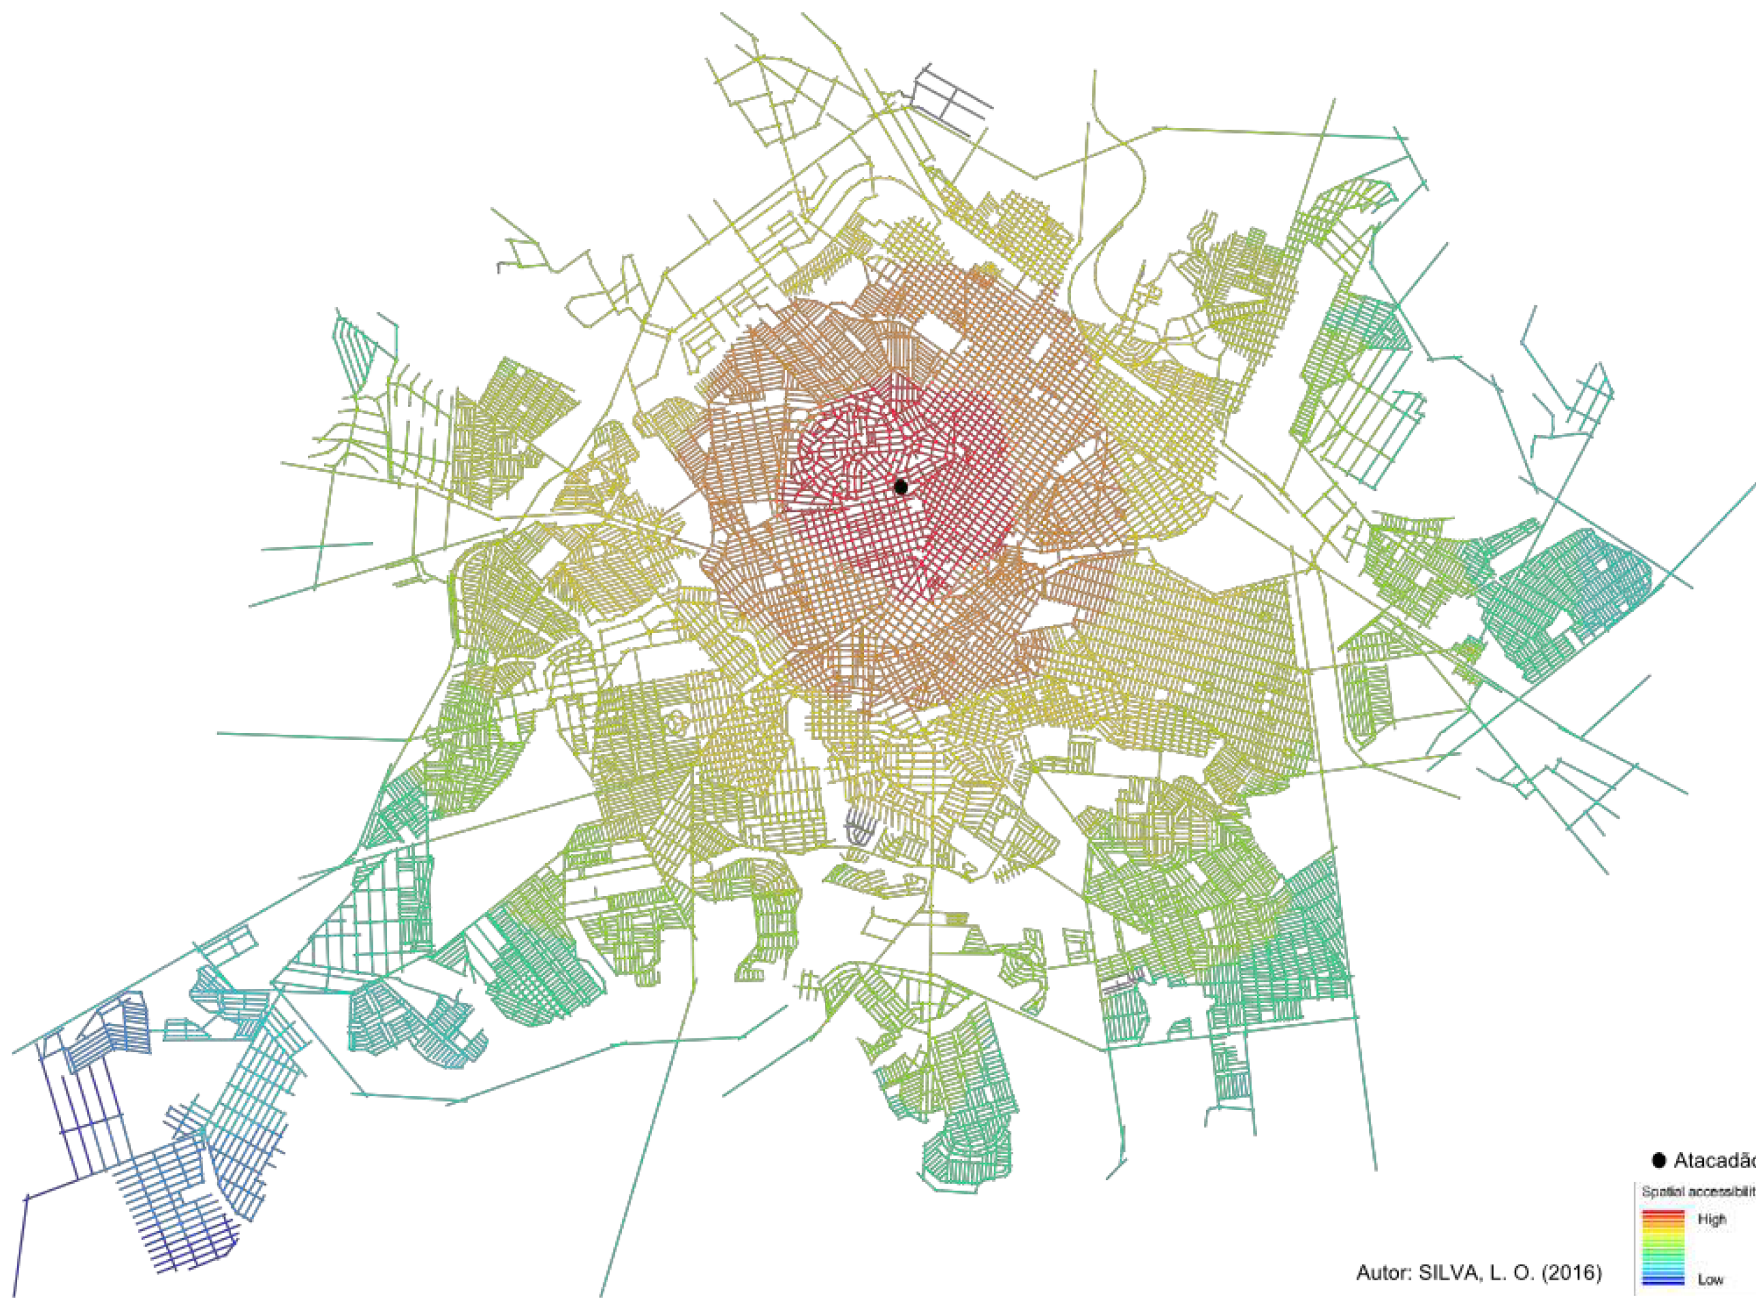 Atacadão
Spatial accessibilit
High
Low
Autor: SILVA, L. O. (2016)